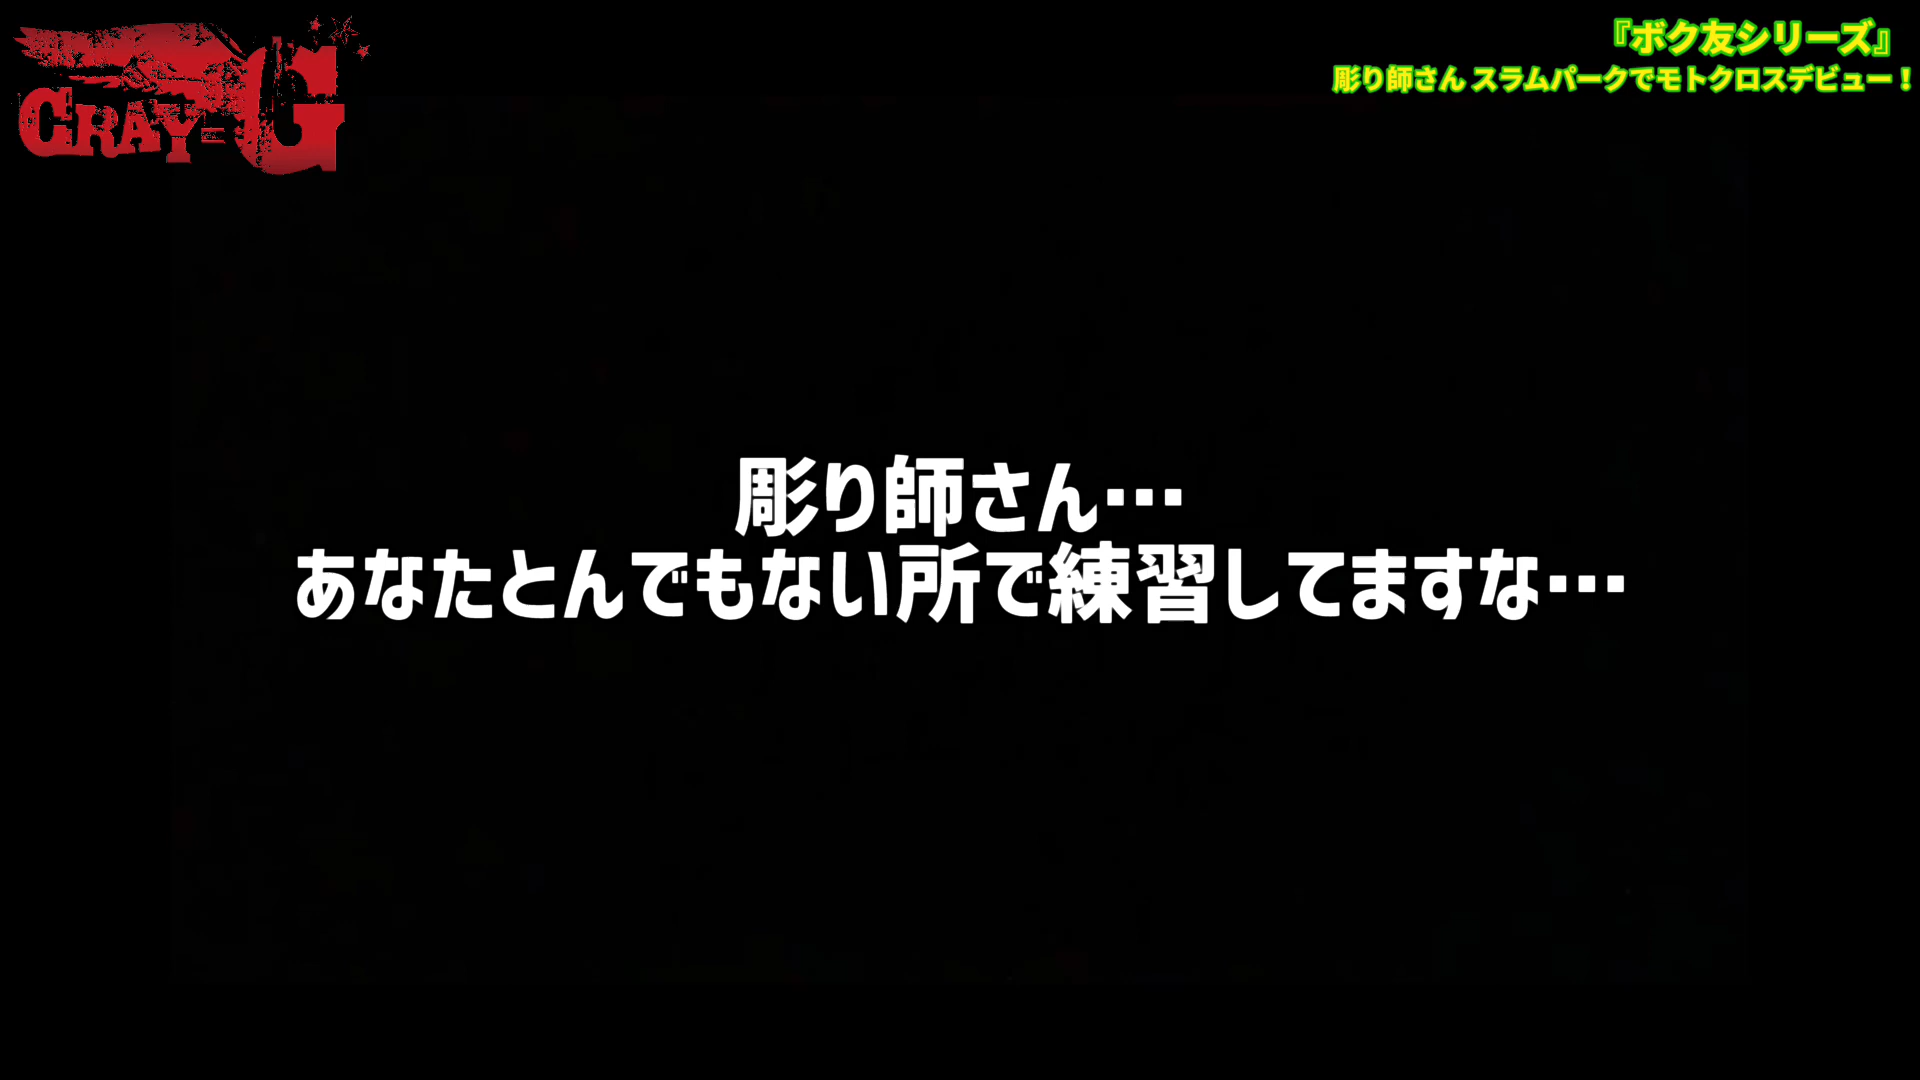 CRAY-G
『ボク友シリーズ』
彫り師さん スラムパークでモトクロスデビュー！
彫り師さん…
あなたとんでもない所で練習してますな…